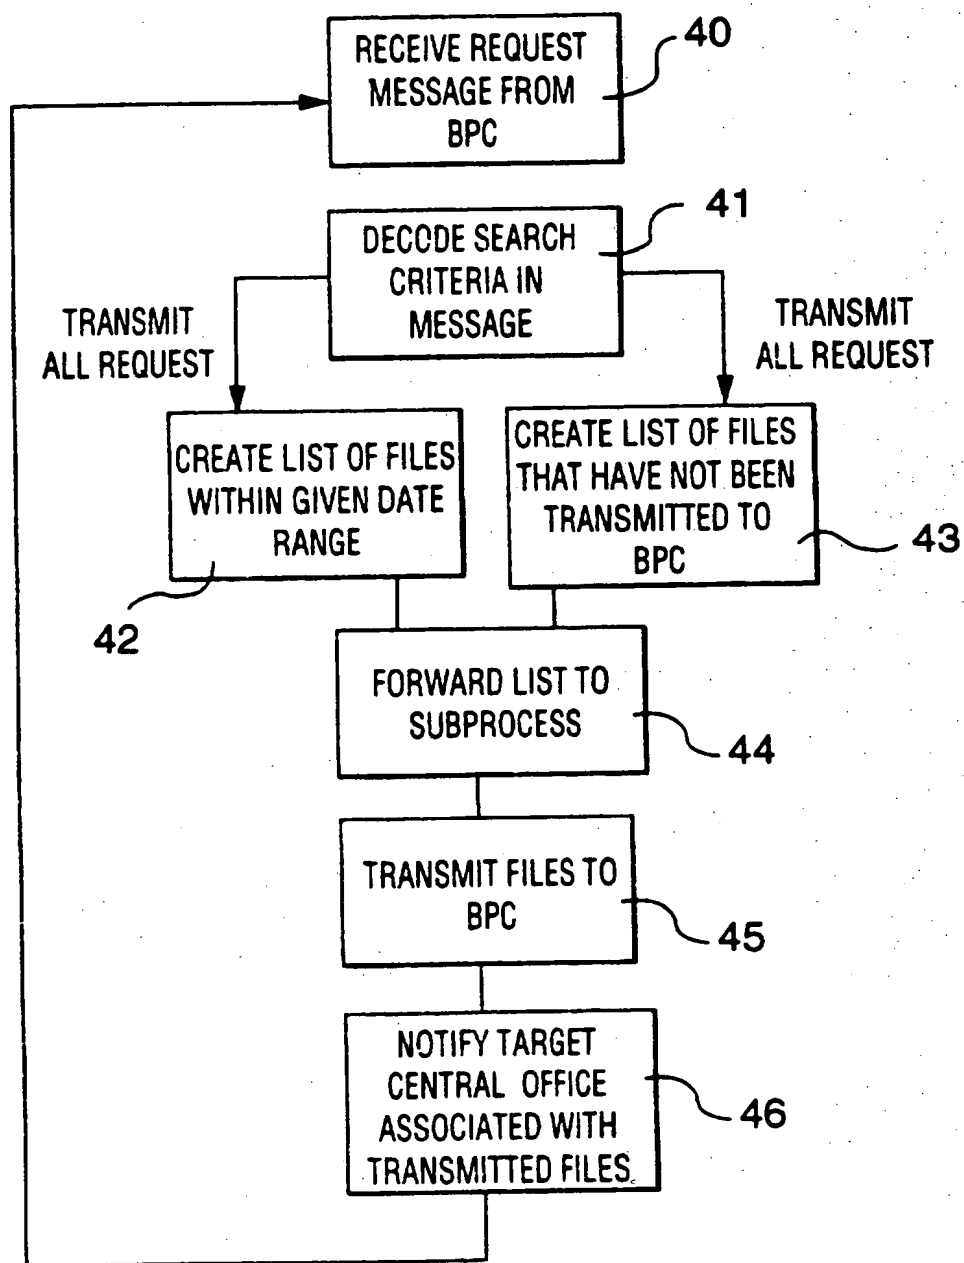 RECEIVE REQUEST
MESSAGE FROM
BPC
40
DECODE SEARCH
CRITERIA IN
MESSAGE
41
TRANSMIT
ALL REQUEST
TRANSMIT
ALL REQUEST
CREATE LIST OF FILES
WITHIN GIVEN DATE
RANGE
42
CREATE LIST OF FILES
THAT HAVE NOT BEEN
TRANSMITTED TO
BPC
43
FORWARD LIST TO
SUBPROCESS
44
TRANSMIT FILES TO
BPC
45
NOTIFY TARGET
CENTRAL OFFICE
ASSOCIATED WITH
TRANSMITTED FILES
46